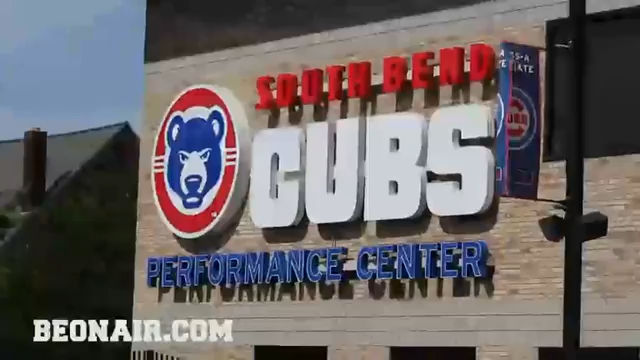 SOUTH BEND
CUBS
PERFORMANCE CENTER
BEONAIR.COM